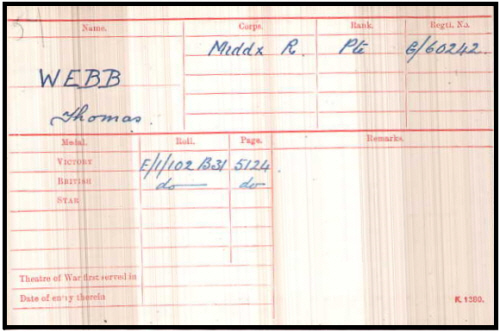 Name. Corps. Rank. Regtl. No.
Middx R. Pte G/60242
WEBB
Thomas.
Medal. Roll. Page. Remarks.
VICTORY E/1/102 B31 5124
BRITISH do do
STAR
Theatre of War first served in
Date of entry therein
K. 1380.